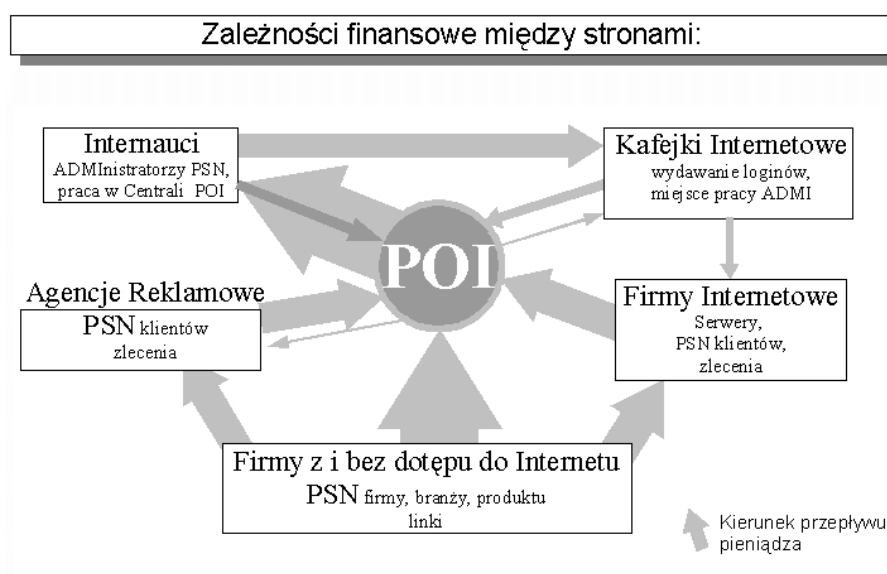 Zależności finansowe między stronami:
Internauci
ADMInistratorzy PSN,
praca w Centrali POI
Kafejki Internetowe
wydawanie loginów,
miejsce pracy ADMI
POI
Agencje Reklamowe
PSN klientów
zlecenia
Firmy Internetowe
Serwery,
PSN klientów,
zlecenia
Firmy z i bez dotępu do Internetu
PSN firmy, branży, produktu
linki
Kierunek przepływu
pieniądza